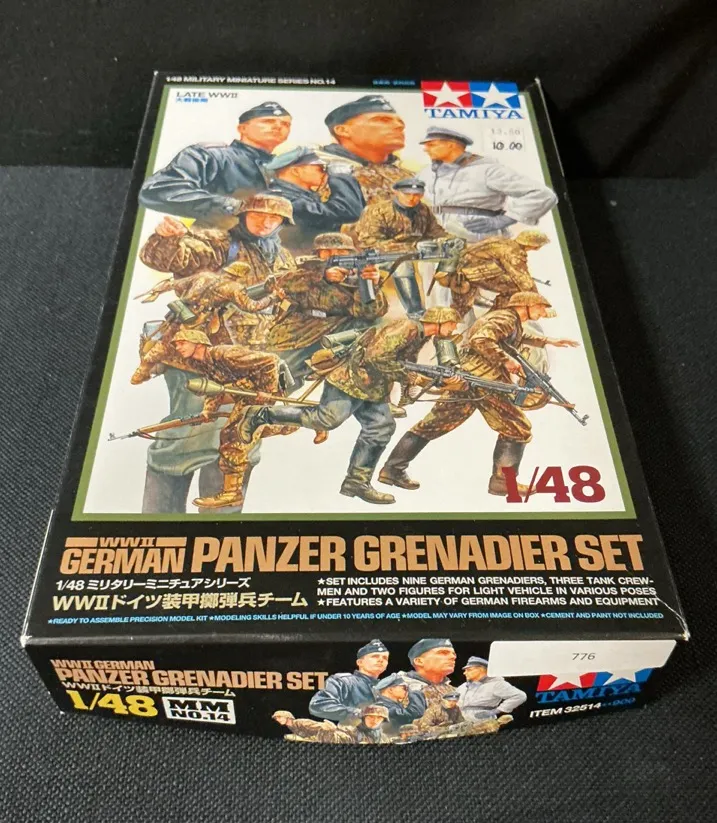 1/48 MILITARY MINIATURE SERIES NO.14
LATE WWII
大戦後期
TAMIYA
10.00
1/48
WWII
GERMAN PANZER GRENADIER SET
1/48 ミリタリーミニチュアシリーズ
WWIIドイツ装甲擲弾兵チーム
★SET INCLUDES NINE GERMAN GRENADIERS, THREE TANK CREW-
MEN AND TWO FIGURES FOR LIGHT VEHICLE IN VARIOUS POSES
★FEATURES A VARIETY OF GERMAN FIREARMS AND EQUIPMENT
★READY TO ASSEMBLE PRECISION MODEL KIT ★MODELING SKILLS HELPFUL IF UNDER 10 YEARS OF AGE ★MODEL MAY VARY FROM IMAGE ON BOX ★CEMENT AND PAINT NOT INCLUDED
WWII GERMAN
PANZER GRENADIER SET
WWIIドイツ装甲擲弾兵チーム
1/48
MM
NO.14
776
TAMIYA
ITEM 32514